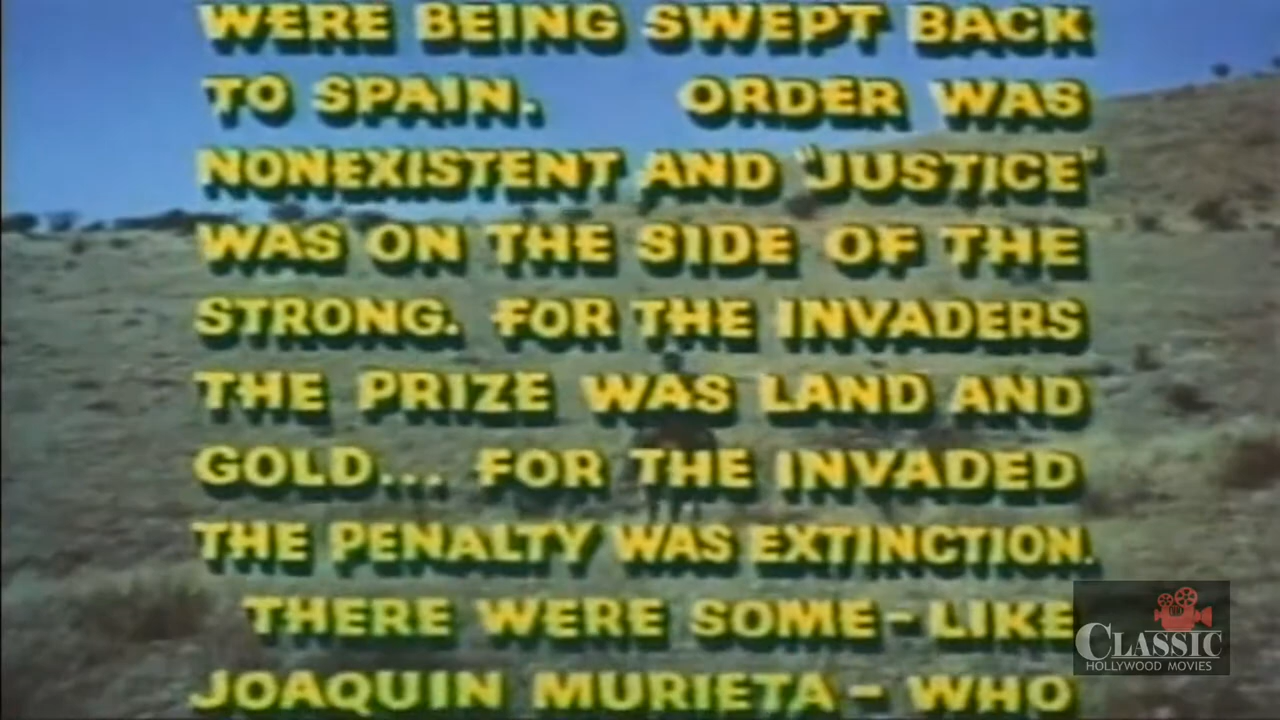 WERE BEING SWEPT BACK
TO SPAIN. ORDER WAS
NONEXISTENT AND "JUSTICE"
WAS ON THE SIDE OF THE
STRONG. FOR THE INVADERS
THE PRIZE WAS LAND AND
GOLD... FOR THE INVADED
THE PENALTY WAS EXTINCTION.
THERE WERE SOME - LIKE
JOAQUIN MURIETA - WHO
CLASSIC
HOLLYWOOD MOVIES